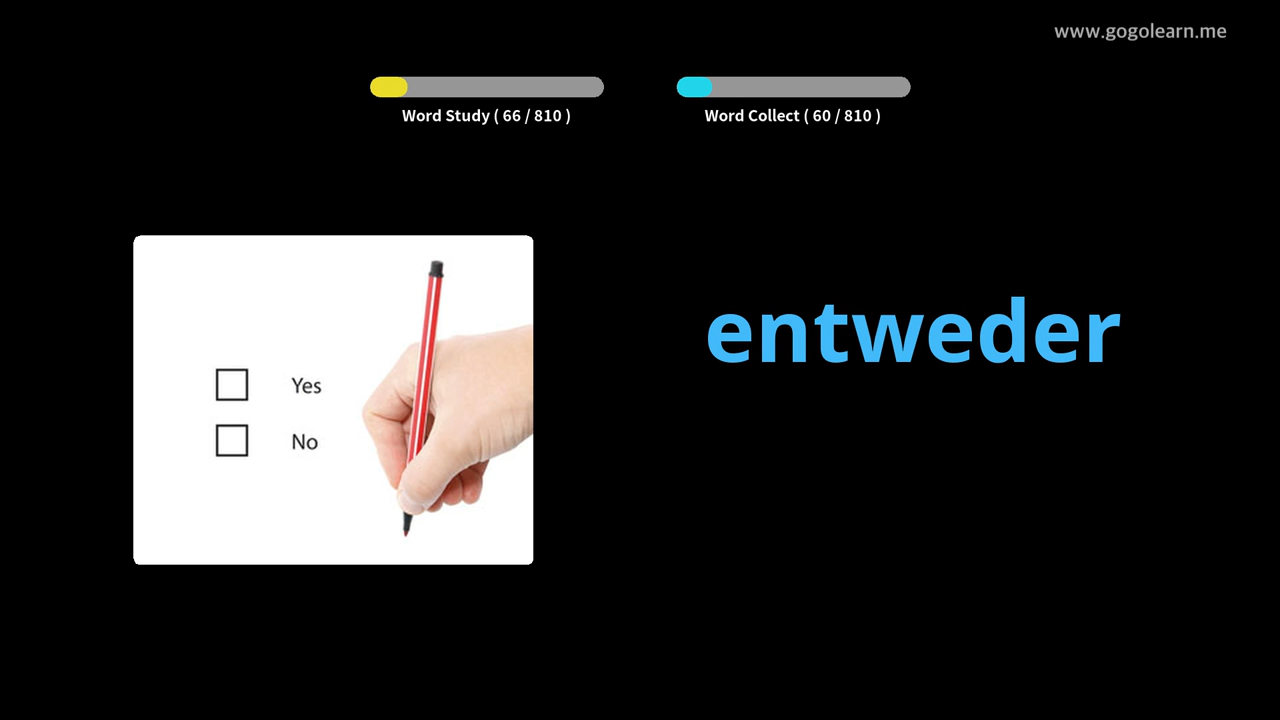 www.gogolearn.me
Word Study ( 66 / 810 )
Word Collect ( 60 / 810 )
entweder
Yes
No